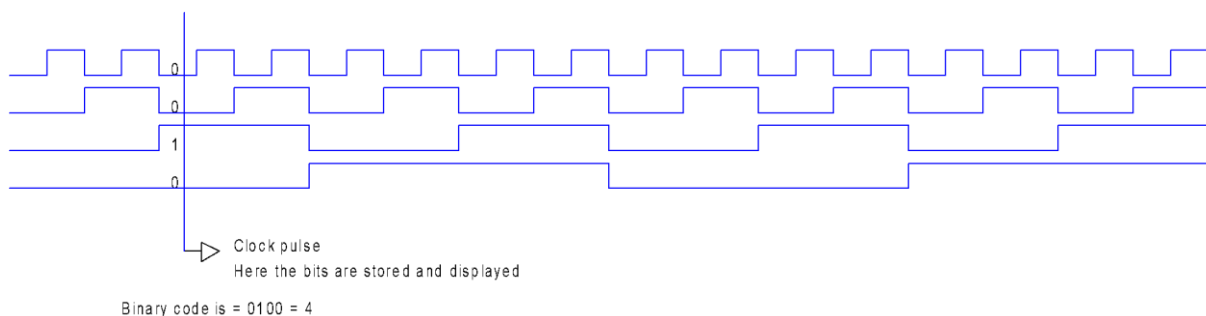 0
0
1
0
Clock pulse
Here the bits are stored and displayed
Binary code is = 0100 = 4